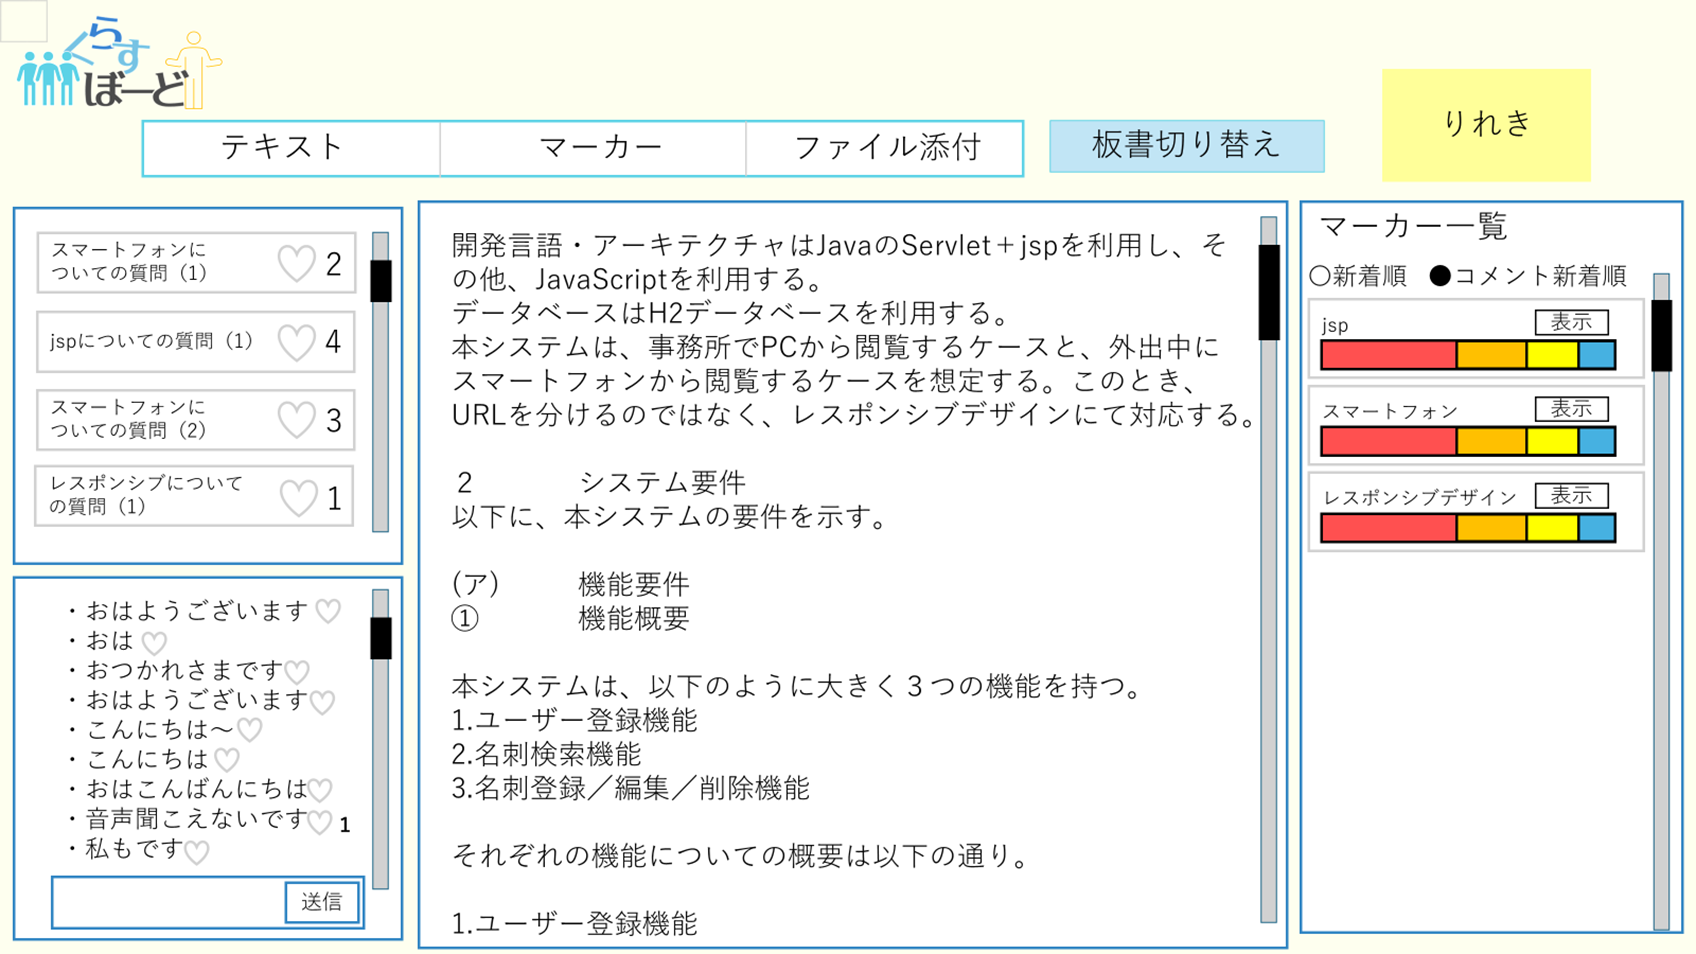 くらす
ぼーど
テキスト
マーカー
ファイル添付
板書切り替え
りれき
スマートフォンに
ついての質問（1）
2
jspについての質問（1）
4
スマートフォンに
ついての質問（2）
3
レスポンシブについて
の質問（1）
1
・おはようございます
・おは
・おつかれさまです
・おはようございます
・こんにちは～
・こんにちは
・おはこんばんにちは
・音声聞こえないです 1
・私もです
送信
開発言語・アーキテクチャはJavaのServlet＋jspを利用し、そ
の他、JavaScriptを利用する。
データベースはH2データベースを利用する。
本システムは、事務所でPCから閲覧するケースと、外出中に
スマートフォンから閲覧するケースを想定する。このとき、
URLを分けるのではなく、レスポンシブデザインにて対応する。
２ システム要件
以下に、本システムの要件を示す。
(ア) 機能要件
① 機能概要
本システムは、以下のように大きく３つの機能を持つ。
1.ユーザー登録機能
2.名刺検索機能
3.名刺登録／編集／削除機能
それぞれの機能についての概要は以下の通り。
1.ユーザー登録機能
マーカー一覧
○新着順 ●コメント新着順
jsp 表示
スマートフォン 表示
レスポンシブデザイン 表示